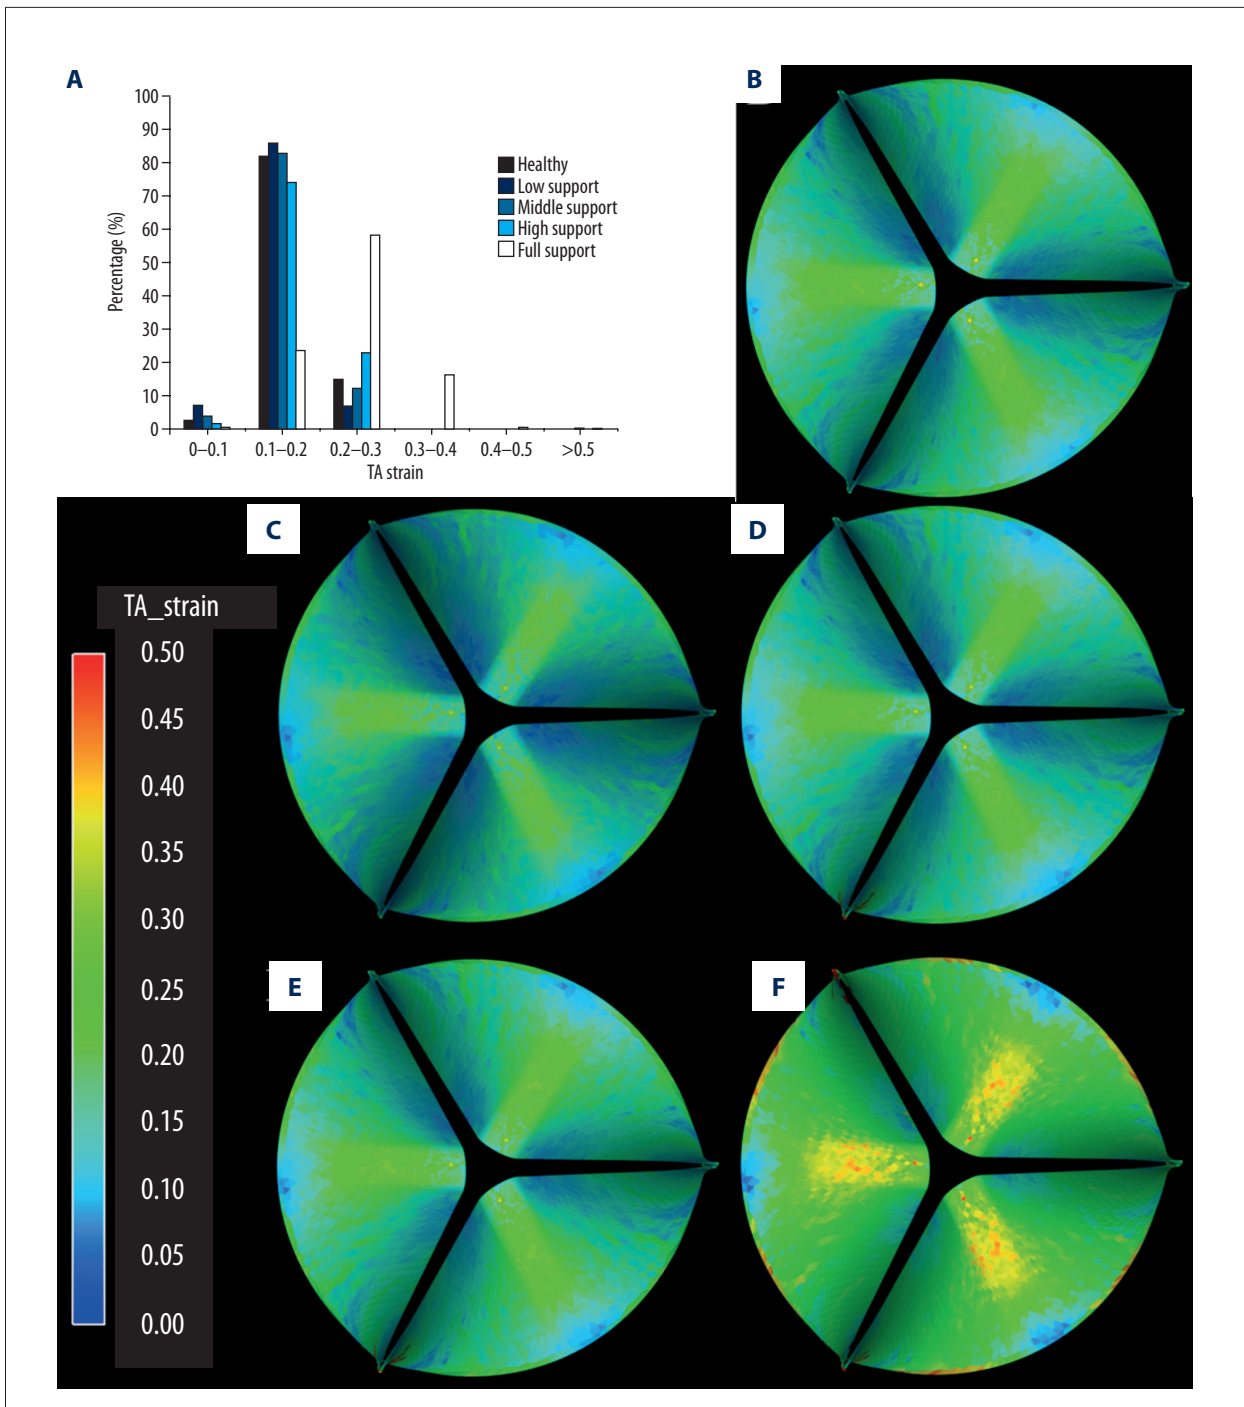 A
100
90
80
70
60
50
40
30
20
10
0
Percentage (%)
0–0.1
0.1–0.2
0.2–0.3
0.3–0.4
0.4–0.5
>0.5
TA strain
Healthy
Low support
Middle support
High support
Full support
B
C
D
TA_strain
0.50
0.45
0.40
0.35
0.30
0.25
0.20
0.15
0.10
0.05
0.00
E
F